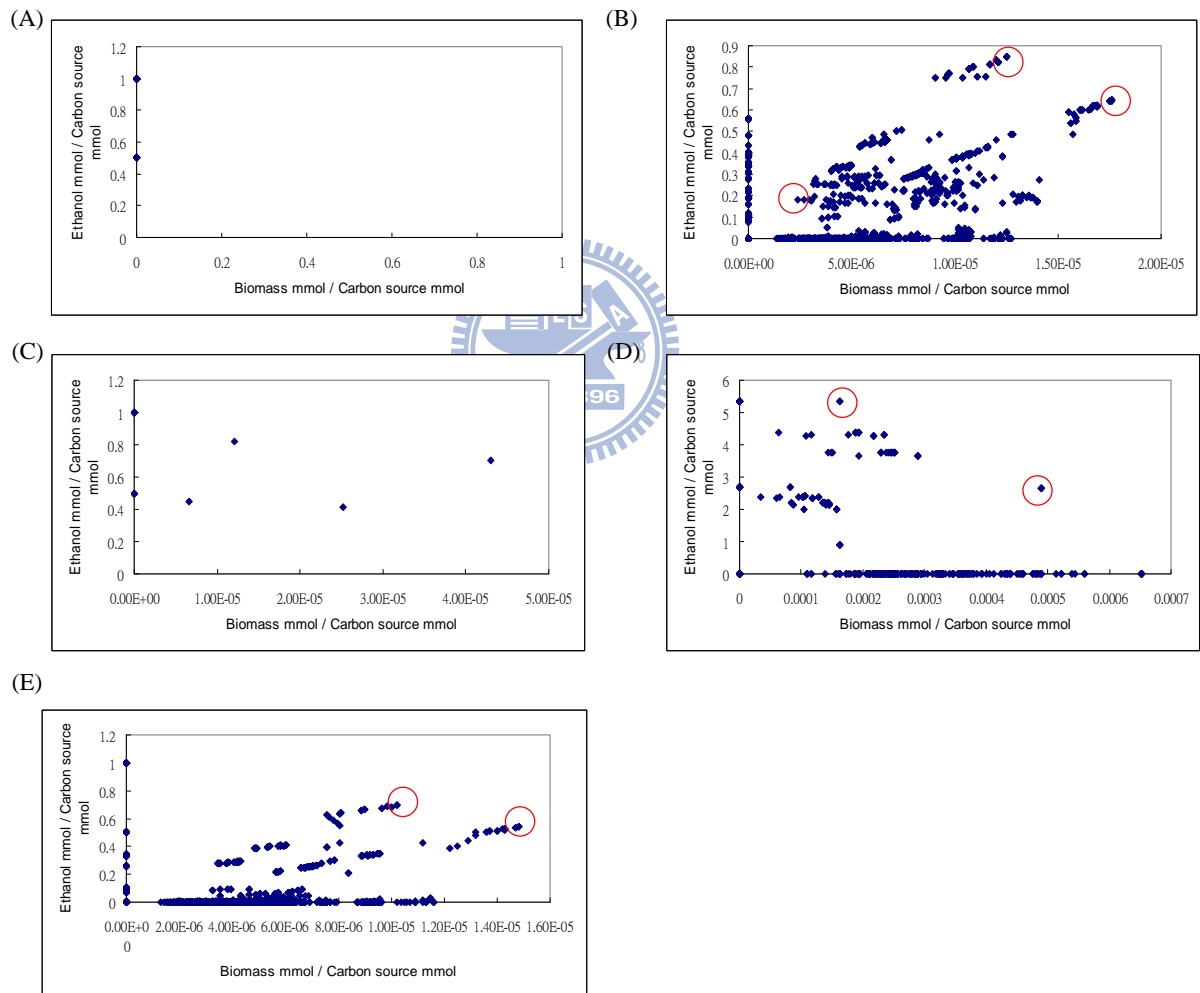 (A)
Ethanol mmol / Carbon source
mmol
1.2
1
0.8
0.6
0.4
0.2
0
0 0.2 0.4 0.6 0.8 1
Biomass mmol / Carbon source mmol
(B)
Ethanol mmol / Carbon source
mmol
0.9
0.8
0.7
0.6
0.5
0.4
0.3
0.2
0.1
0
0.00E+00 5.00E-06 1.00E-05 1.50E-05 2.00E-05
Biomass mmol / Carbon source mmol
(C)
Ethanol mmol / Carbon source
mmol
1.2
1
0.8
0.6
0.4
0.2
0
0.00E+00 1.00E-05 2.00E-05 3.00E-05 4.00E-05 5.00E-05
Biomass mmol / Carbon source mmol
(D)
Ethanol mmol / Carbon source
mmol
6
5
4
3
2
1
0
0 0.0001 0.0002 0.0003 0.0004 0.0005 0.0006 0.0007
Biomass mmol / Carbon source mmol
(E)
Ethanol mmol / Carbon source
mmol
1.2
1
0.8
0.6
0.4
0.2
0
0.00E+0 2.00E-06 4.00E-06 6.00E-06 8.00E-06 1.00E-05 1.20E-05 1.40E-05 1.60E-05
0
Biomass mmol / Carbon source mmol